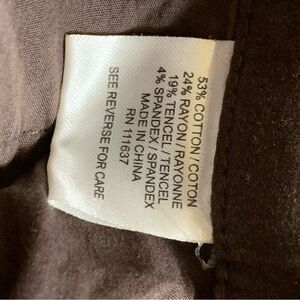 53% COTTON / COTON
24% RAYON / RAYONNE
19% TENCEL / TENCEL
4% SPANDEX / SPANDEX
MADE IN CHINA
RN 111637
SEE REVERSE FOR CARE